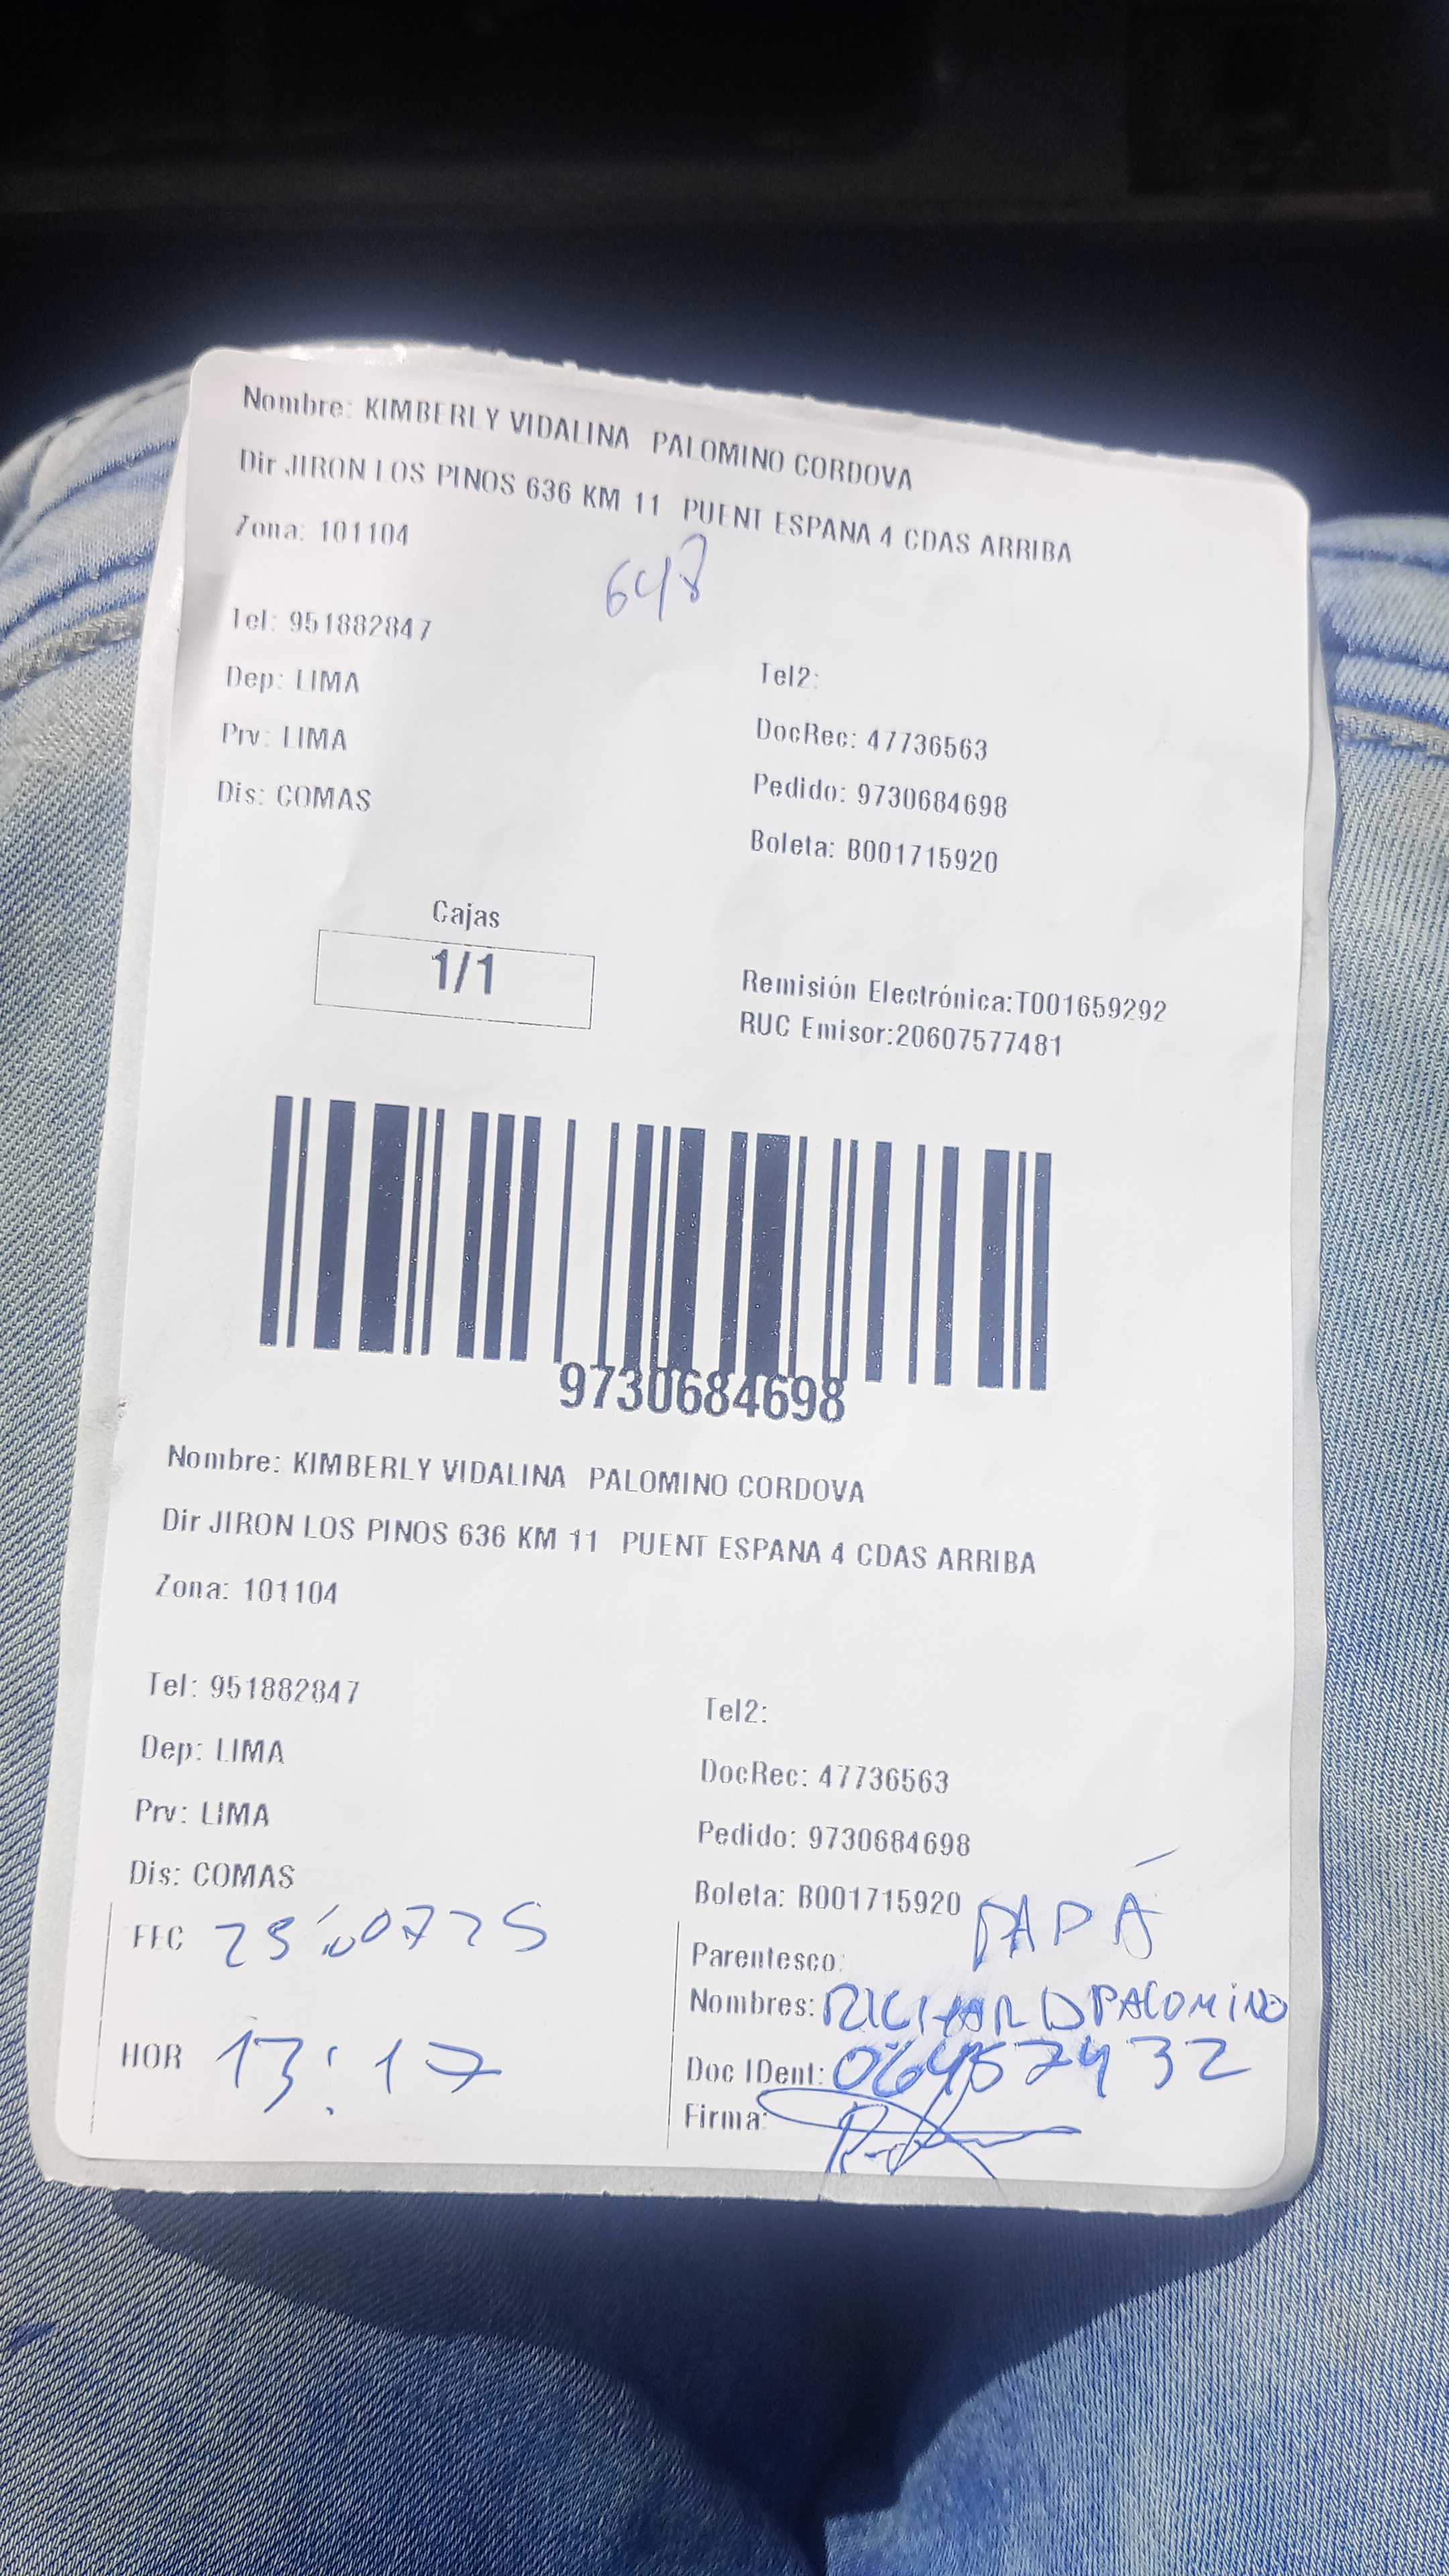 Nombre: KIMBERLY VIDALINA PALOMINO CORDOVA
Dir JIRON LOS PINOS 636 KM 11 PUENT ESPANA 4 CDAS ARRIBA
Zona: 101104
648
Tel: 951882847
Tel2:
Dep: LIMA
DocRec: 47736563
Prv: LIMA
Pedido: 9730684698
Dis: COMAS
Boleta: B001715920
Cajas
1/1
Remisión Electrónica:T001659292
RUC Emisor:20607577481
9730684698
Nombre: KIMBERLY VIDALINA PALOMINO CORDOVA
Dir JIRON LOS PINOS 636 KM 11 PUENT ESPANA 4 CDAS ARRIBA
Zona: 101104
Tel: 951882847
Tel2:
Dep: LIMA
DocRec: 47736563
Prv: LIMA
Pedido: 9730684698
Dis: COMAS
Boleta: B001715920
FEC
Parentesco: PAPÁ
Nombres: RICHARD PALOMINO
HOR 13:17
Doc IDent:
Firma: